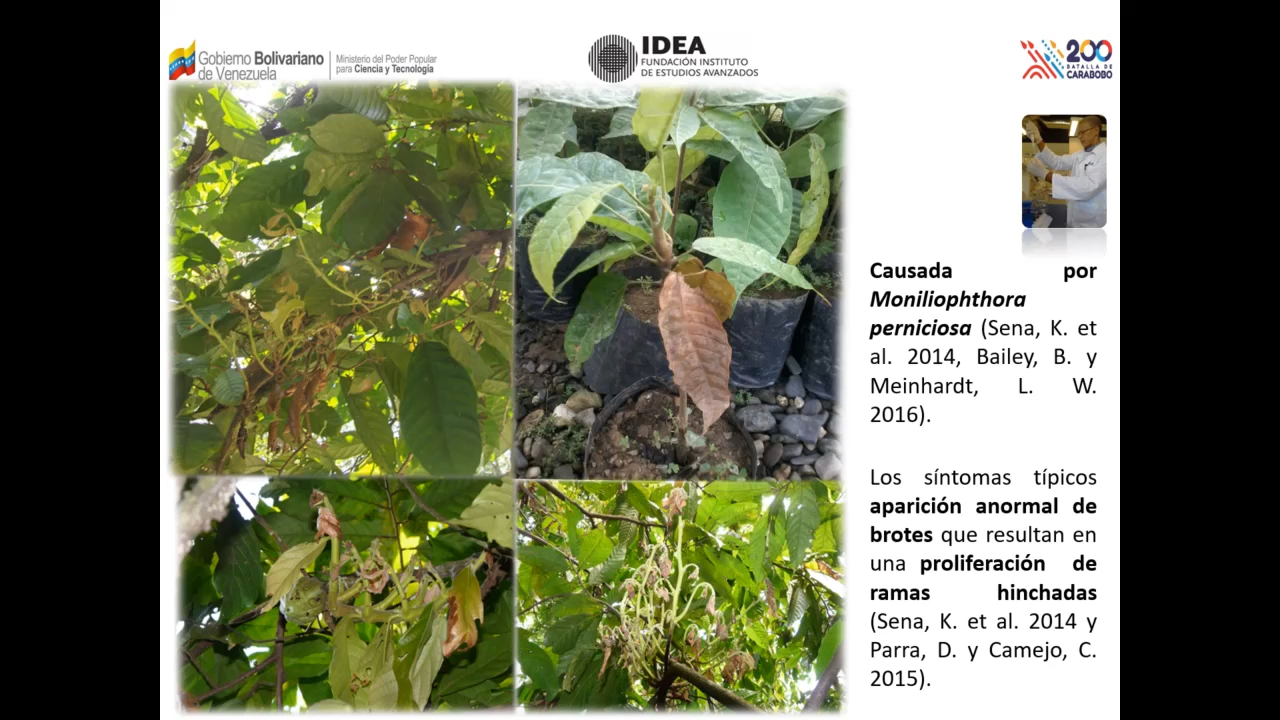 Gobierno Bolivariano
de Venezuela
Ministerio del Poder Popular
para Ciencia y Tecnología
IDEA
FUNDACIÓN INSTITUTO
DE ESTUDIOS AVANZADOS
200
BATALLA DE
CARABOBO
Causada por
Moniliophthora
perniciosa (Sena, K. et
al. 2014, Bailey, B. y
Meinhardt, L. W.
2016).
Los síntomas típicos
aparición anormal de
brotes que resultan en
una proliferación de
ramas hinchadas
(Sena, K. et al. 2014 y
Parra, D. y Camejo, C.
2015).